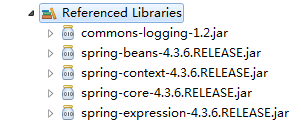 Referenced Libraries
commons-logging-1.2.jar
spring-beans-4.3.6.RELEASE.jar
spring-context-4.3.6.RELEASE.jar
spring-core-4.3.6.RELEASE.jar
spring-expression-4.3.6.RELEASE.jar